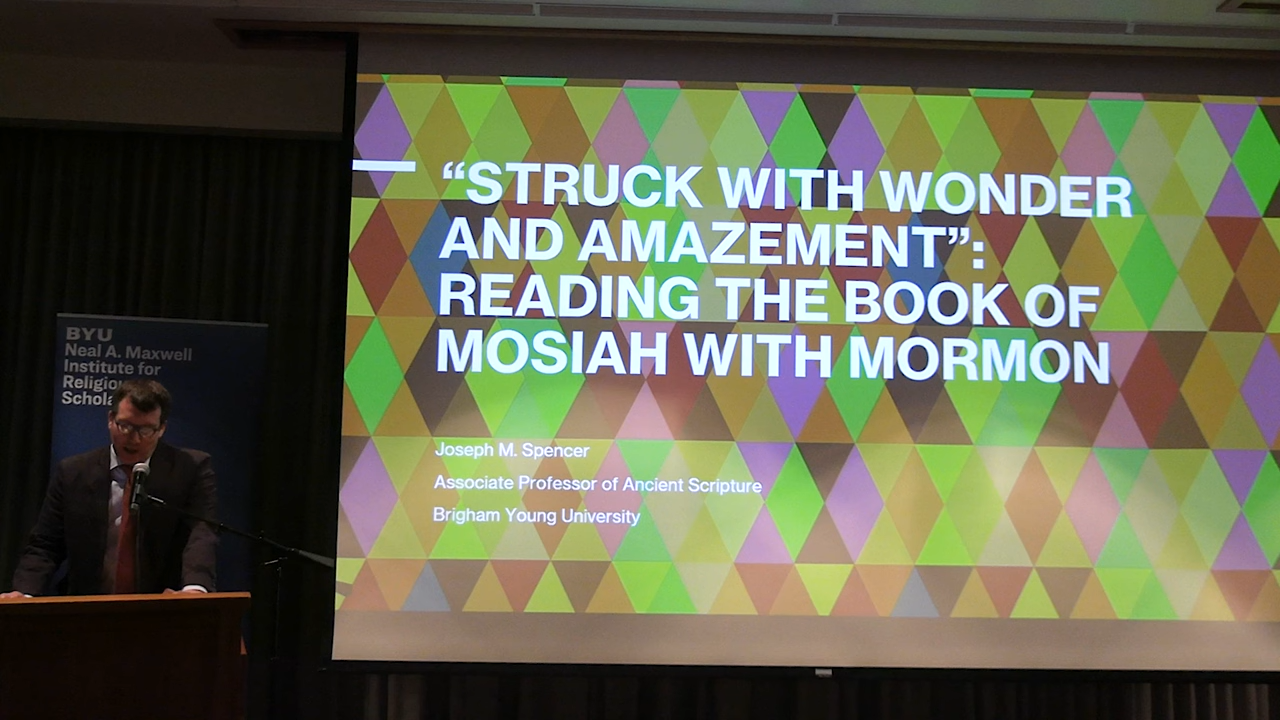 “STRUCK WITH WONDER
AND AMAZEMENT”:
READING THE BOOK OF
MOSIAH WITH MORMON
Joseph M. Spencer
Associate Professor of Ancient Scripture
Brigham Young University
BYU
Neal A. Maxwell
Institute for